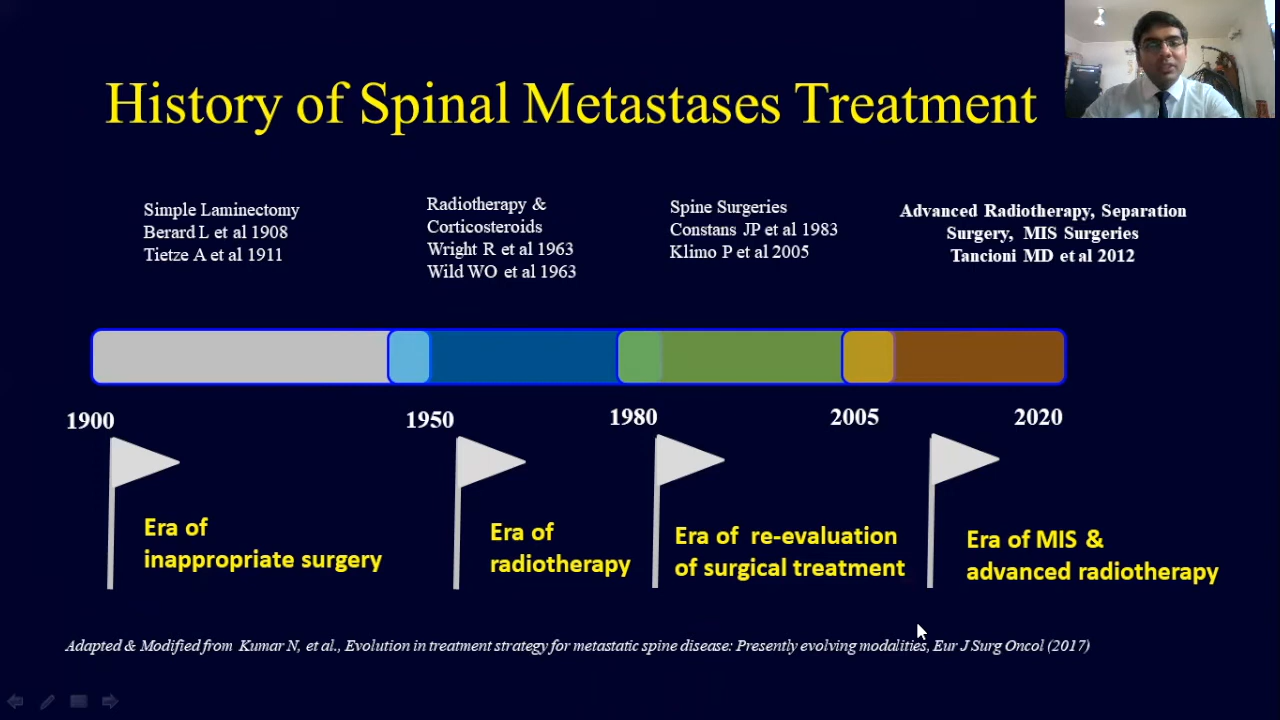 History of Spinal Metastases Treatment
Simple Laminectomy
Berard L et al 1908
Tietze A et al 1911
Radiotherapy &
Corticosteroids
Wright R et al 1963
Wild WO et al 1963
Spine Surgeries
Constans JP et al 1983
Klimo P et al 2005
Advanced Radiotherapy, Separation
Surgery, MIS Surgeries
Tancioni MD et al 2012
1900
1950
1980
2005
2020
Era of
inappropriate surgery
Era of
radiotherapy
Era of re-evaluation
of surgical treatment
Era of MIS &
advanced radiotherapy
Adapted & Modified from Kumar N, et al., Evolution in treatment strategy for metastatic spine disease: Presently evolving modalities, Eur J Surg Oncol (2017)